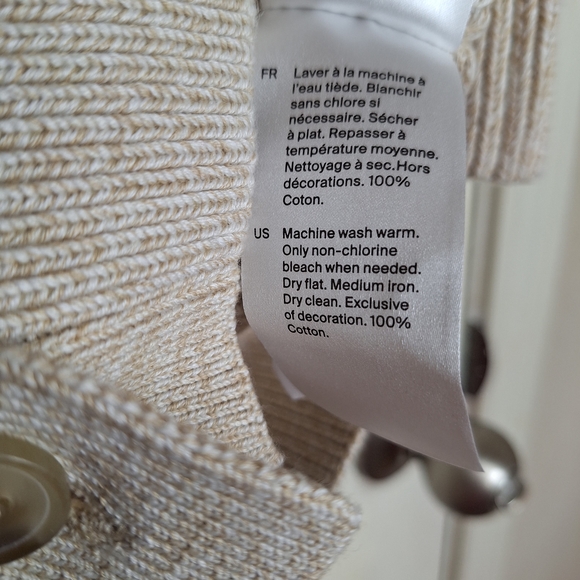 FR Laver à la machine à
l'eau tiède. Blanchir
sans chlore si
nécessaire. Sécher
à plat. Repasser à
température moyenne.
Nettoyage à sec.Hors
décorations. 100%
Coton.
US Machine wash warm.
Only non-chlorine
bleach when needed.
Dry flat. Medium iron.
Dry clean. Exclusive
of decoration. 100%
Cotton.